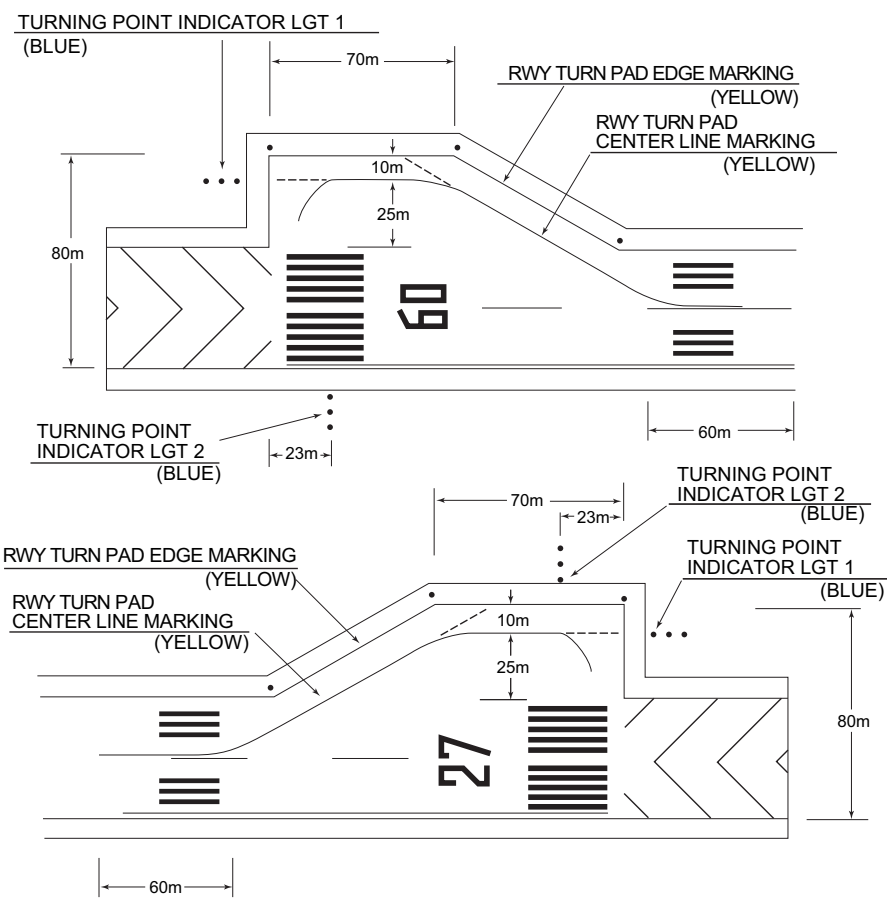 TURNING POINT INDICATOR LGT 1
(BLUE)
70m
RWY TURN PAD EDGE MARKING
(YELLOW)
RWY TURN PAD
CENTER LINE MARKING
(YELLOW)
10m
25m
80m
09
TURNING POINT
INDICATOR LGT 2
(BLUE)
23m
60m
TURNING POINT
INDICATOR LGT 2
(BLUE)
70m
23m
TURNING POINT
INDICATOR LGT 1
(BLUE)
RWY TURN PAD EDGE MARKING
(YELLOW)
RWY TURN PAD
CENTER LINE MARKING
(YELLOW)
10m
25m
80m
27
60m